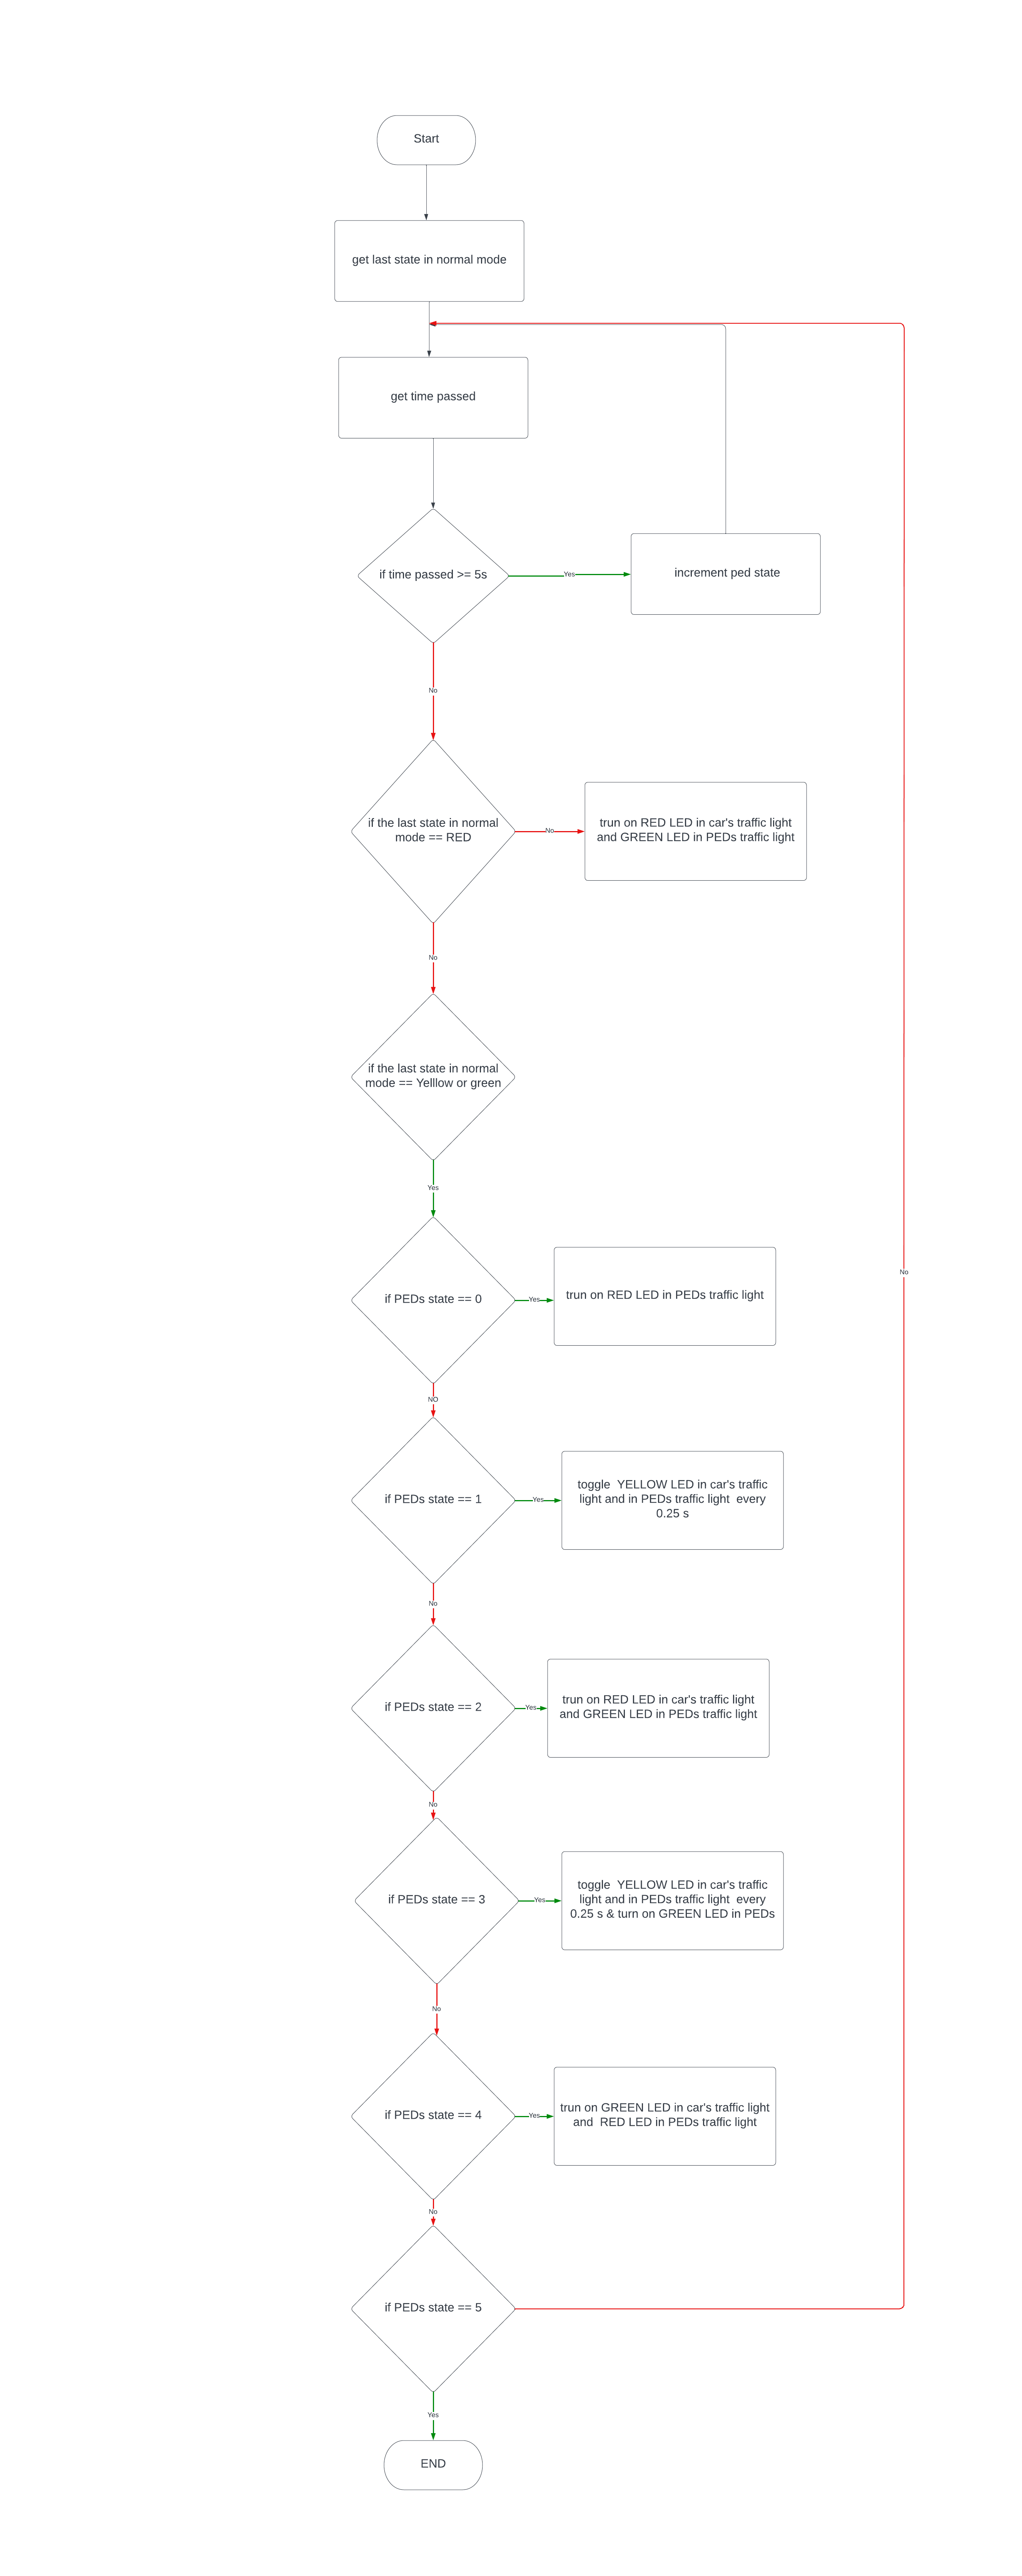 Start
get last state in normal mode
get time passed
if time passed >= 5s
Yes
increment ped state
No
if the last state in normal
mode == RED
No
trun on RED LED in car's traffic light
and GREEN LED in PEDs traffic light
No
if the last state in normal
mode == Yelllow or green
Yes
No
if PEDs state == 0
Yes
trun on RED LED in PEDs traffic light
NO
if PEDs state == 1
Yes
toggle  YELLOW LED in car's traffic
light and in PEDs traffic light  every
0.25 s
No
if PEDs state == 2
Yes
trun on RED LED in car's traffic light
and GREEN LED in PEDs traffic light
No
if PEDs state == 3
Yes
toggle  YELLOW LED in car's traffic
light and in PEDs traffic light  every
0.25 s & turn on GREEN LED in PEDs
No
if PEDs state == 4
Yes
trun on GREEN LED in car's traffic light
and  RED LED in PEDs traffic light
No
if PEDs state == 5
Yes
END